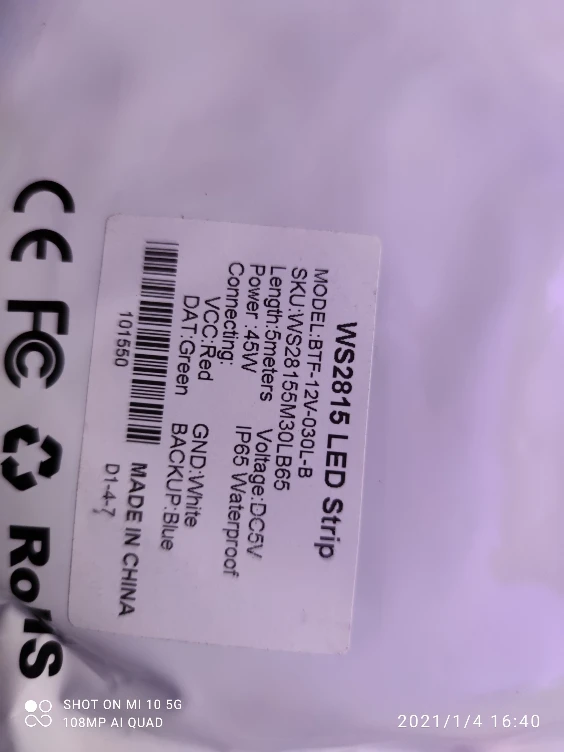 WS2815 LED Strip
MODEL:BTF-12V-030L-B
SKU:WS28155M30LB65
Length:5meters Voltage:DC5V
Power :45W IP65 Waterproof
Connecting:
VCC:Red GND:White
DAT:Green BACKUP:Blue
101550
MADE IN CHINA
D1-4-7
CE FC RoHS
SHOT ON MI 10 5G
108MP AI QUAD
2021/1/4 16:40